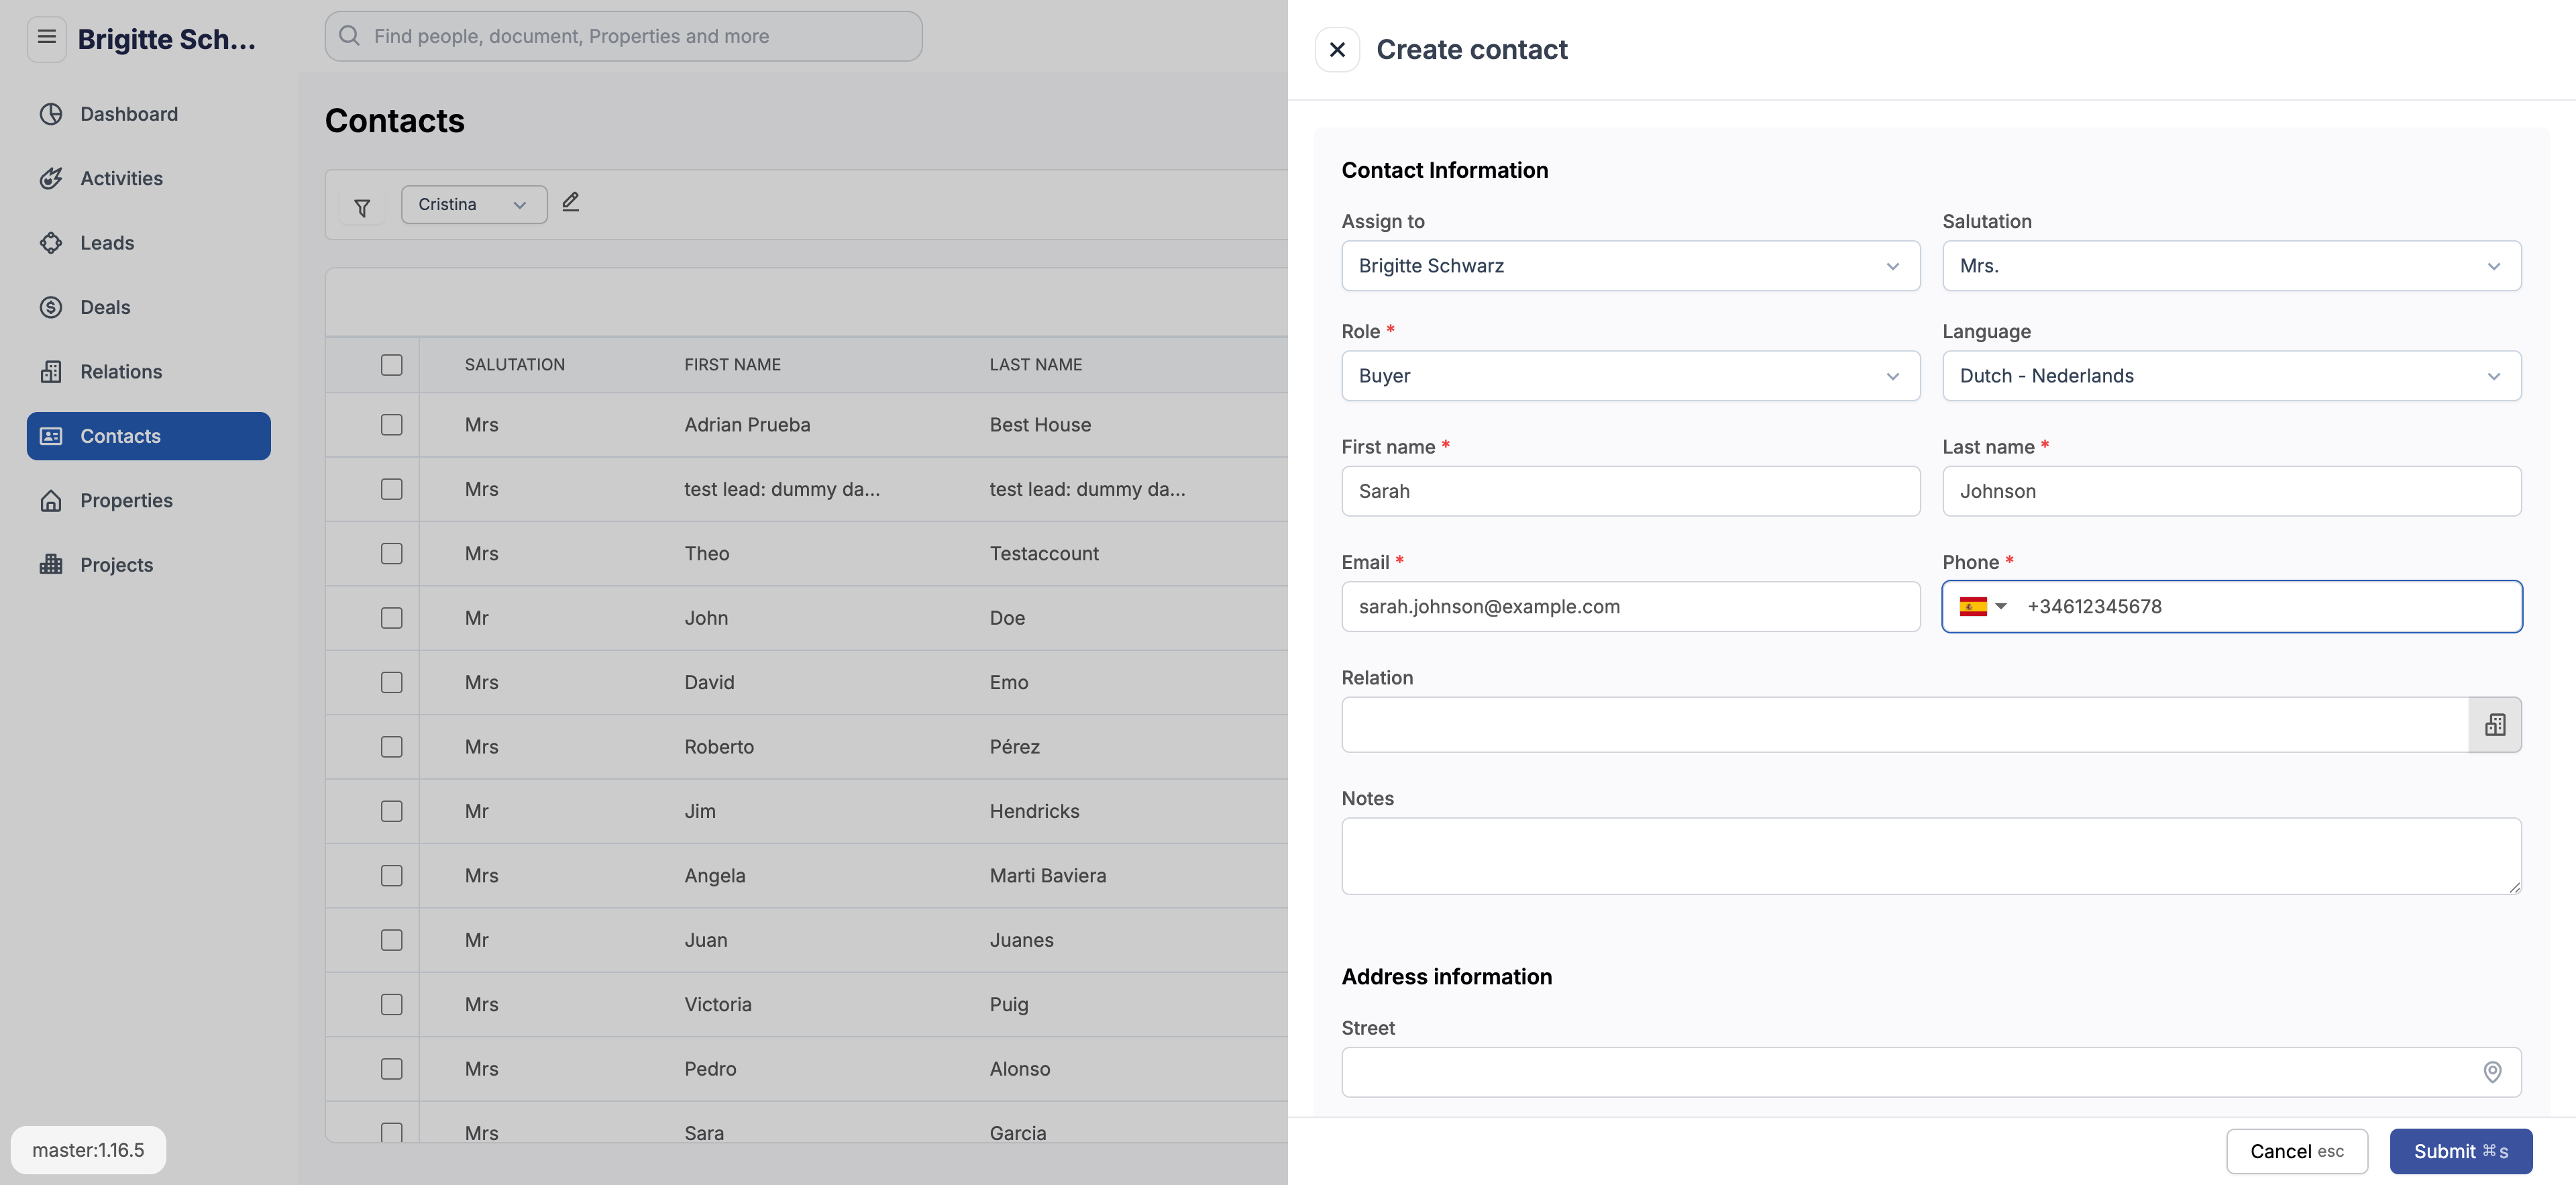 Brigitte Sch...
Find people, document, Properties and more
Dashboard
Activities
Leads
Deals
Relations
Contacts
Properties
Projects
master:1.16.5
Contacts
Cristina
SALUTATION FIRST NAME LAST NAME
Mrs Adrian Prueba Best House
Mrs test lead: dummy da... test lead: dummy da...
Mrs Theo Testaccount
Mr John Doe
Mrs David Emo
Mrs Roberto Pérez
Mr Jim Hendricks
Mrs Angela Marti Baviera
Mr Juan Juanes
Mrs Victoria Puig
Mrs Pedro Alonso
Mrs Sara Garcia
Create contact
Contact Information
Assign to Salutation
Brigitte Schwarz Mrs.
Role * Language
Buyer Dutch - Nederlands
First name * Last name *
Sarah Johnson
Email * Phone *
sarah.johnson@example.com +34612345678
Relation
Notes
Address information
Street
Cancel esc Submit ⌘ s